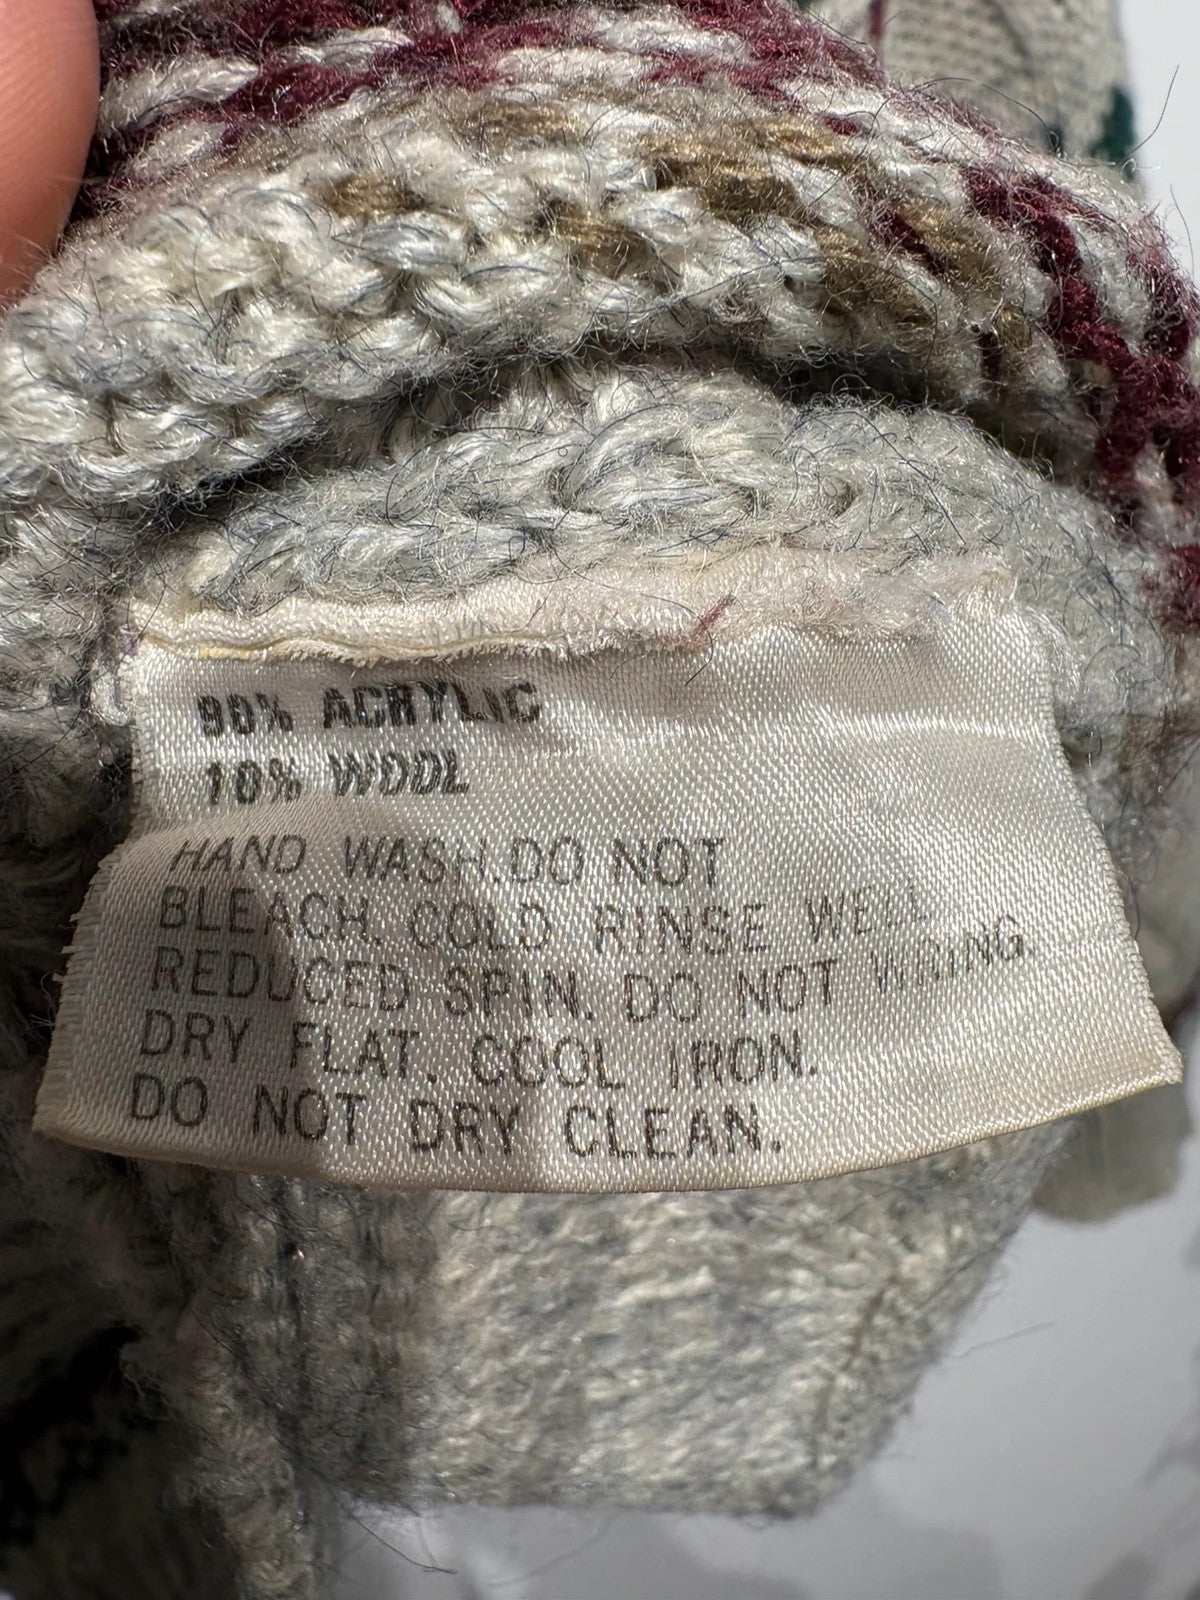 90% ACRYLIC
10% WOOL
HAND WASH.DO NOT
BLEACH. COLD RINSE WELL
REDUCED SPIN. DO NOT WRING
DRY FLAT. COOL IRON.
DO NOT DRY CLEAN.